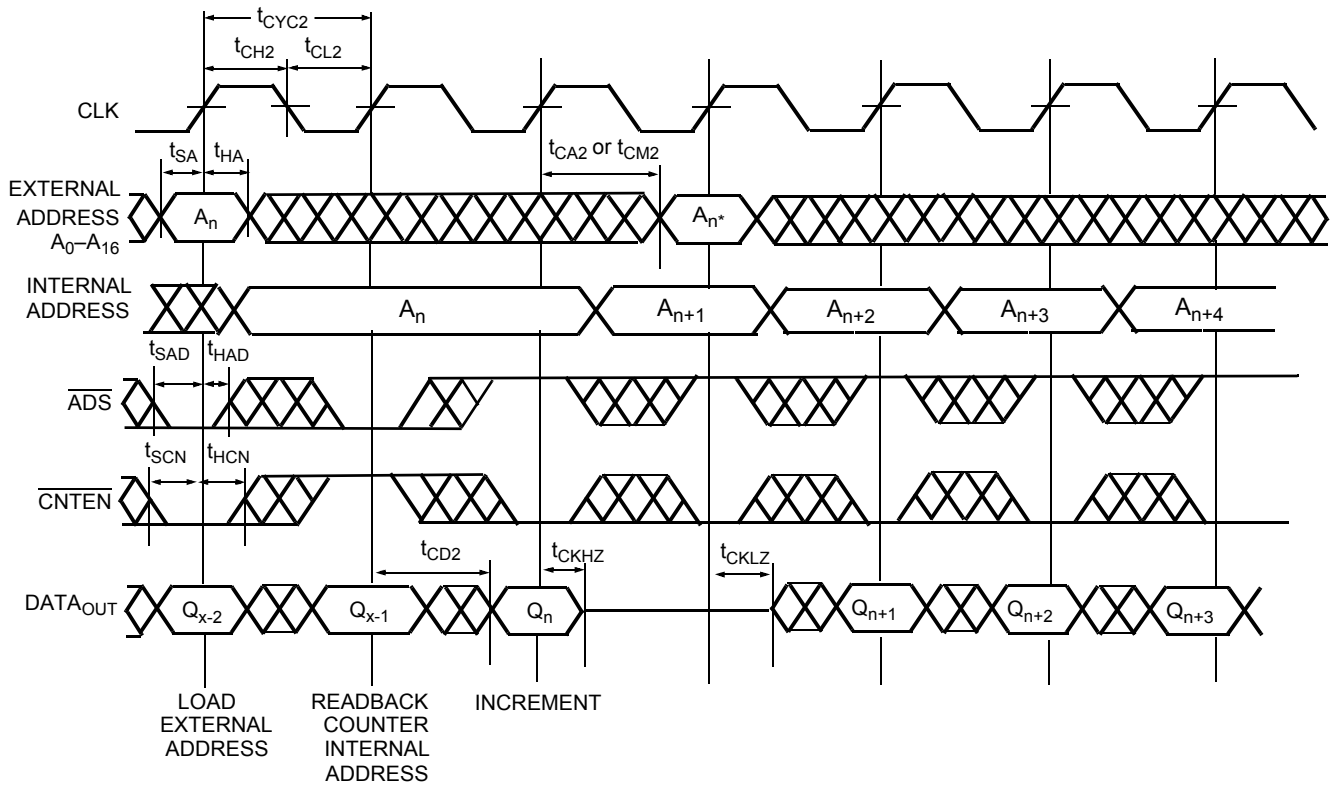 tCYC2
tCH2 tCL2
CLK
tSA tHA tCA2 or tCM2
EXTERNAL
ADDRESS
A0–A16
An An*
INTERNAL
ADDRESS
An An+1 An+2 An+3 An+4
tSAD tHAD
ADS
tSCN tHCN
CNTEN
tCD2 tCKHZ tCKLZ
DATAOUT
Qx-2 Qx-1 Qn Qn+1 Qn+2 Qn+3
LOAD
EXTERNAL
ADDRESS
READBACK
COUNTER
INTERNAL
ADDRESS
INCREMENT